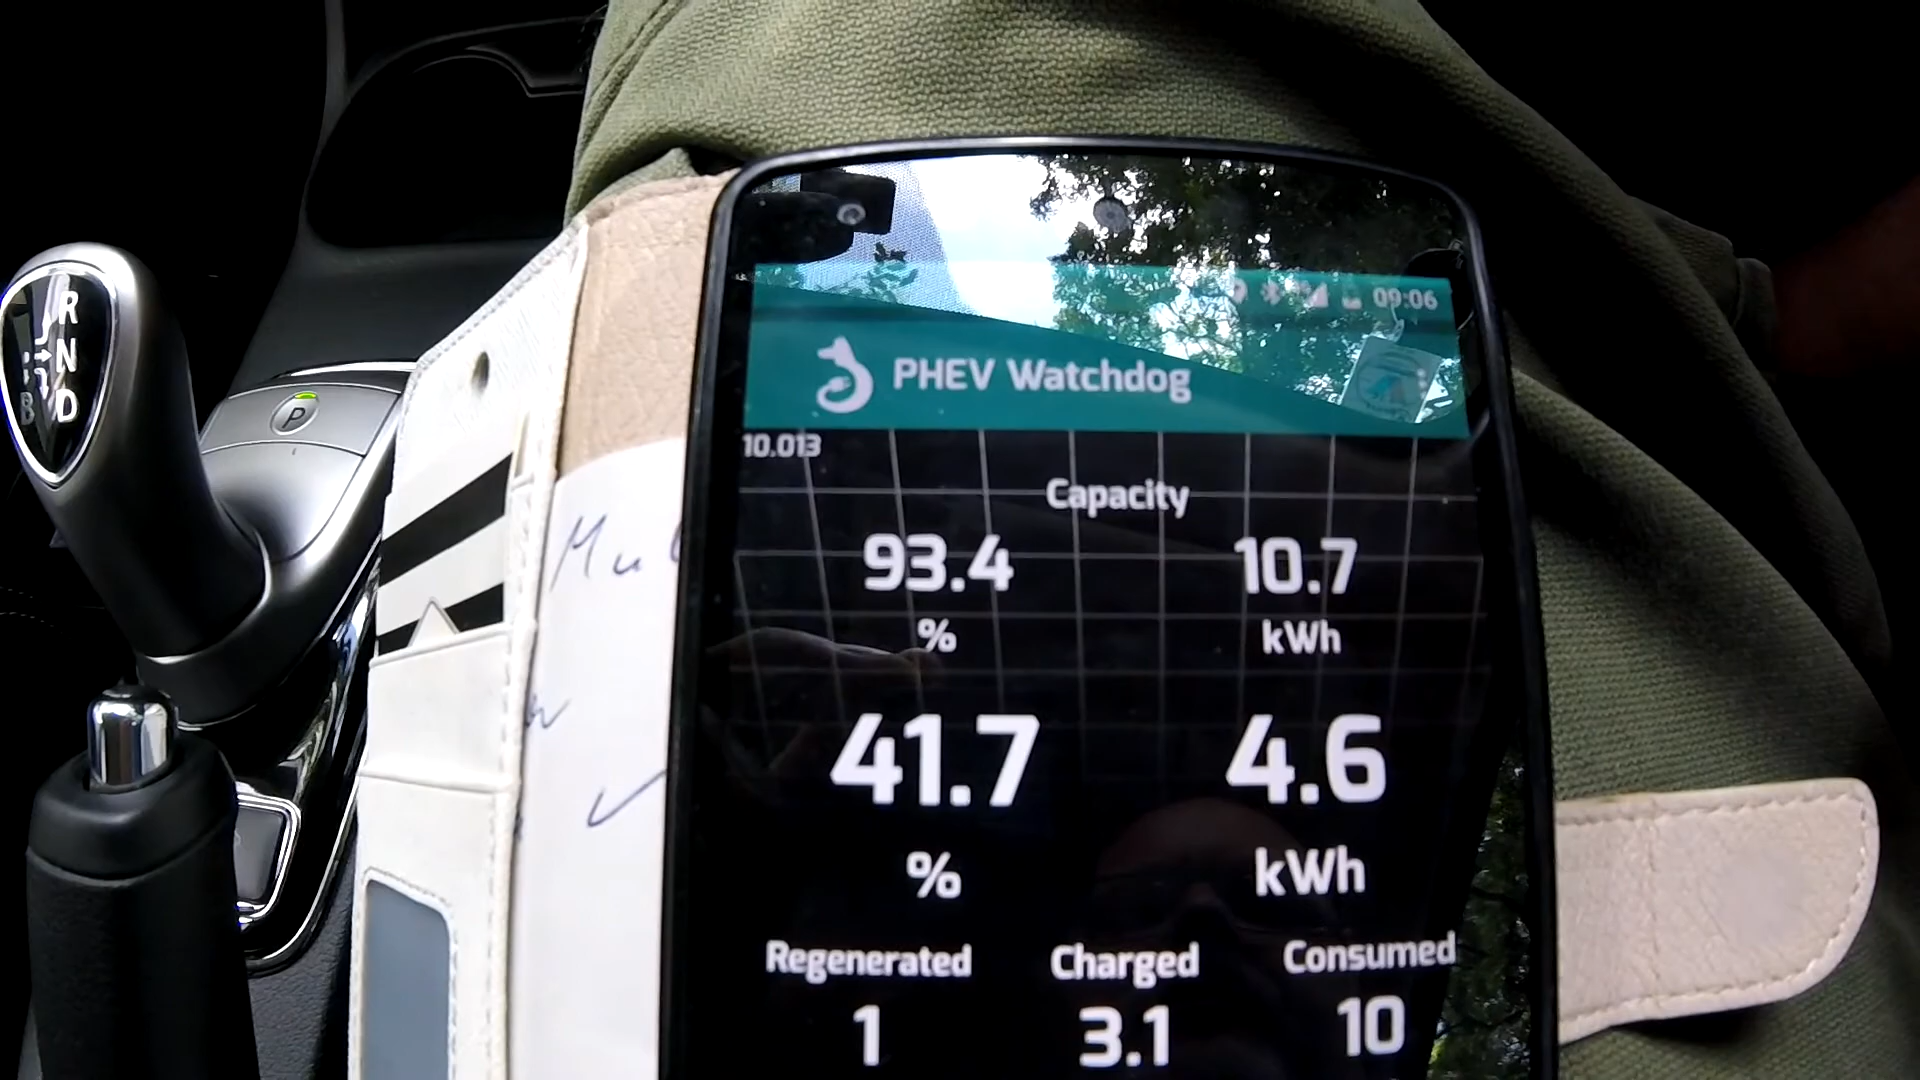 R
N
B D
P
09:06
PHEV Watchdog
10.013
Capacity
93.4 10.7
% kWh
41.7 4.6
% kWh
Regenerated Charged Consumed
1 3.1 10